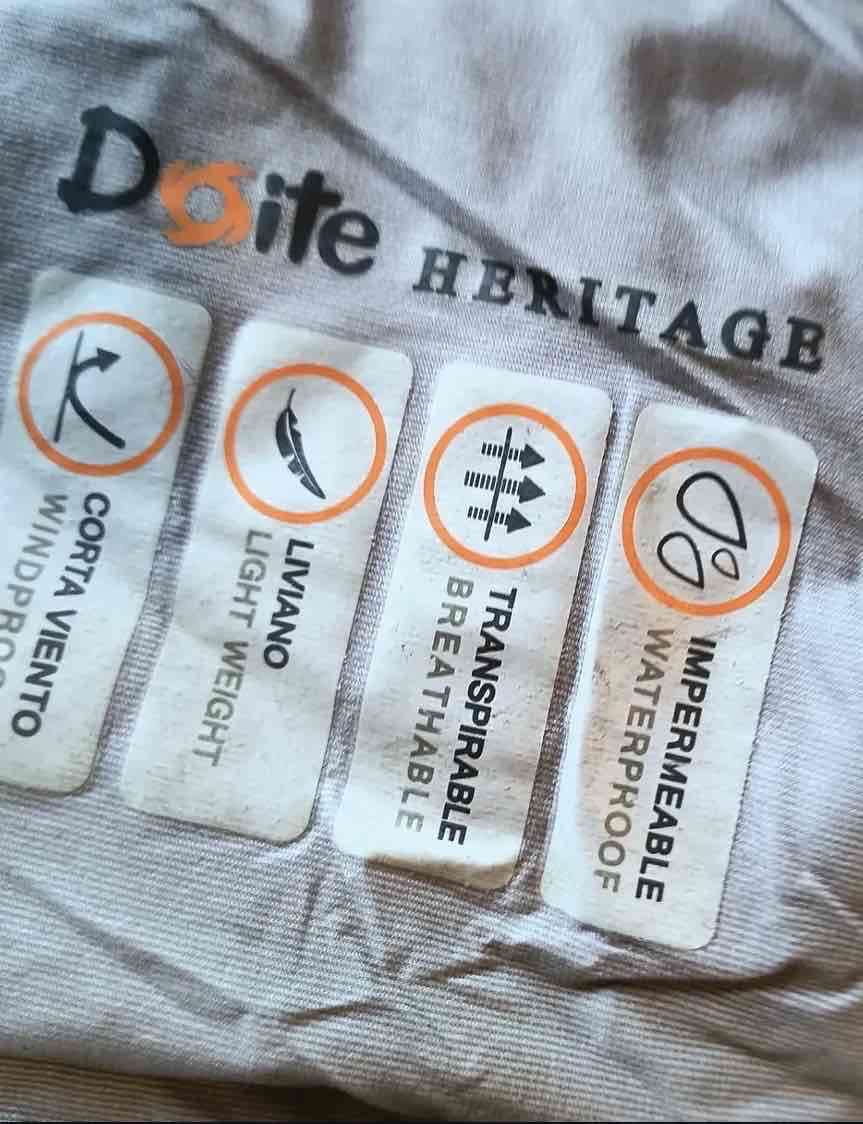 Doite HERITAGE
IMPERMEABLE
WATERPROOF
TRANSPIRABLE
BREATHABLE
LIVIANO
LIGHT WEIGHT
CORTA VIENTO